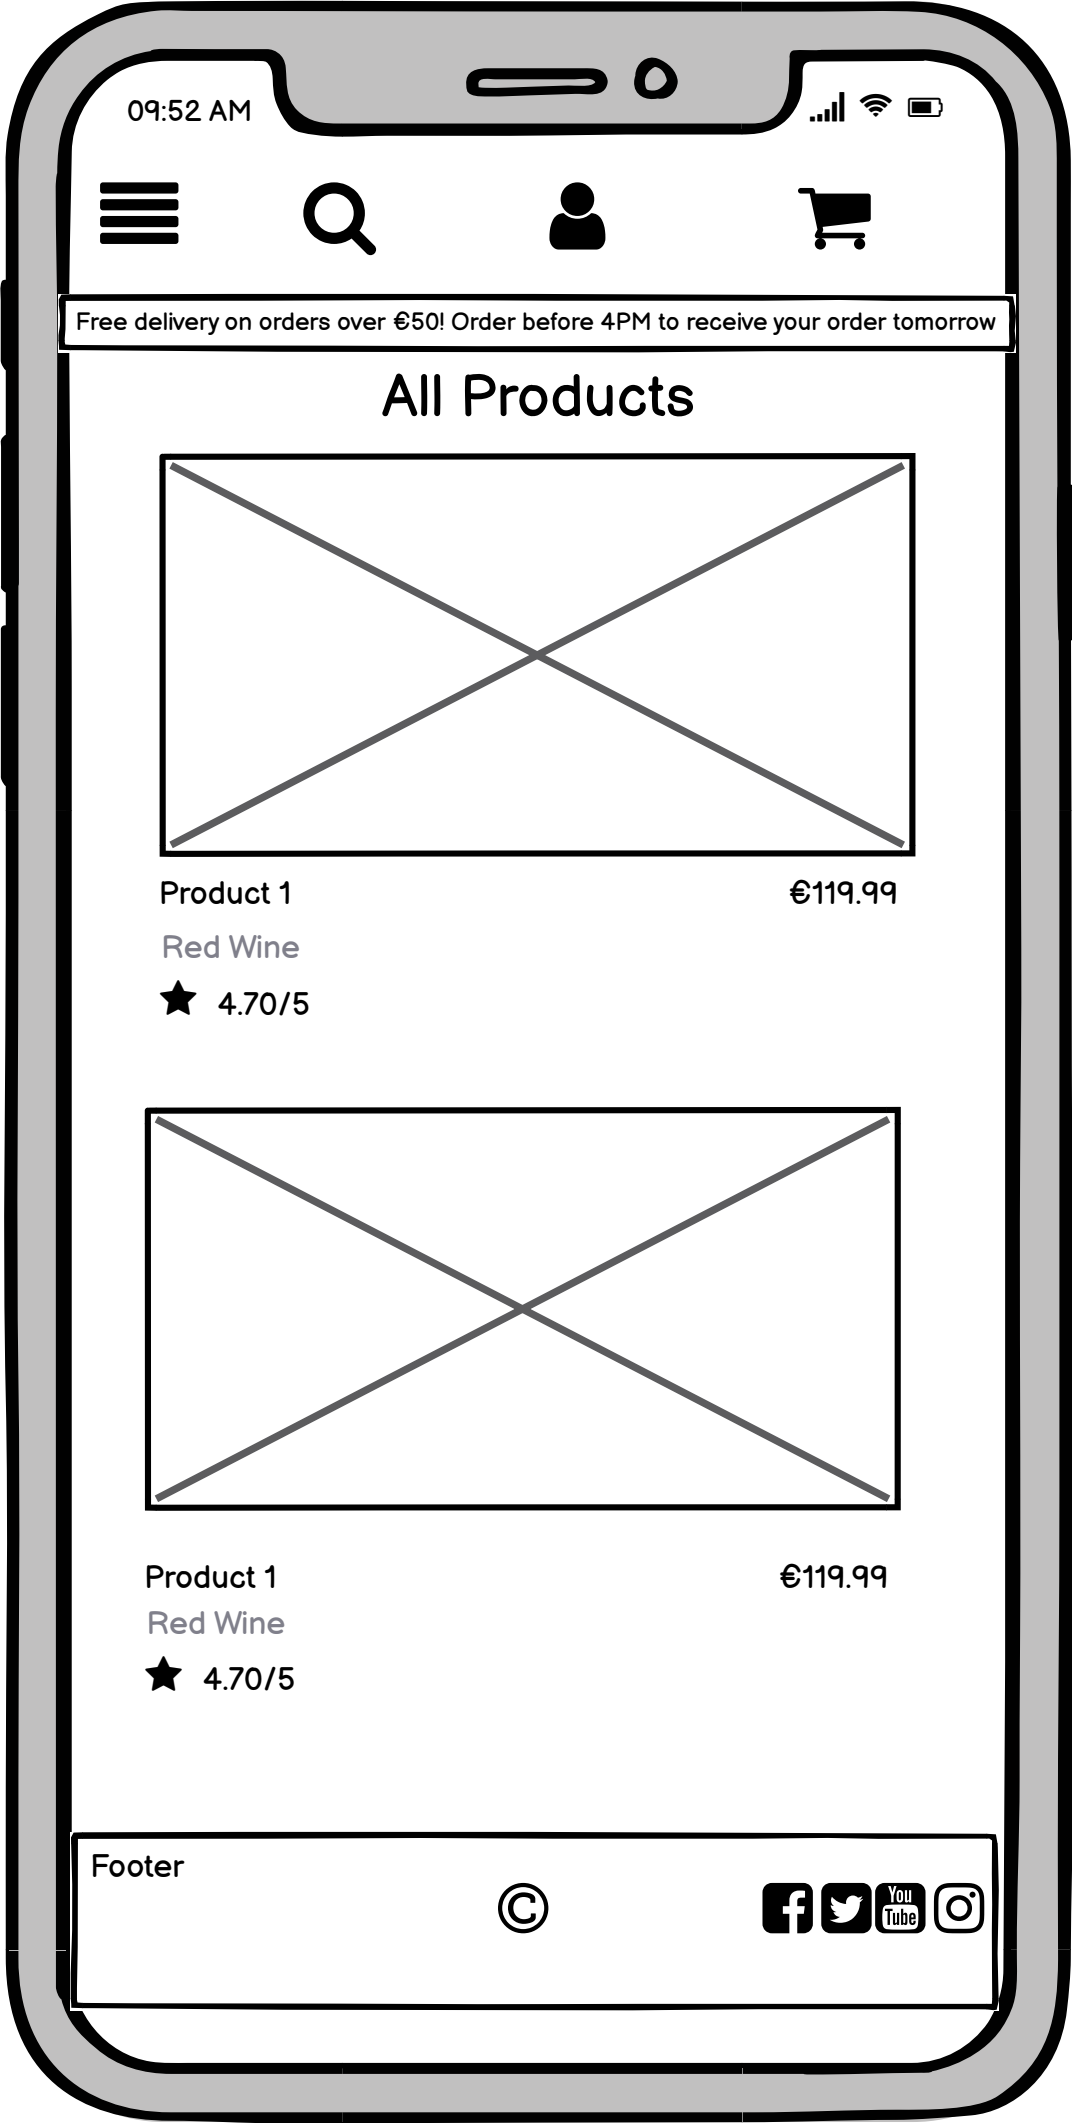 09:52 AM
Free delivery on orders over €50! Order before 4PM to receive your order tomorrow
All Products
Product 1 €119.99
Red Wine
4.70/5
Product 1 €119.99
Red Wine
4.70/5
Footer
©
You
Tube